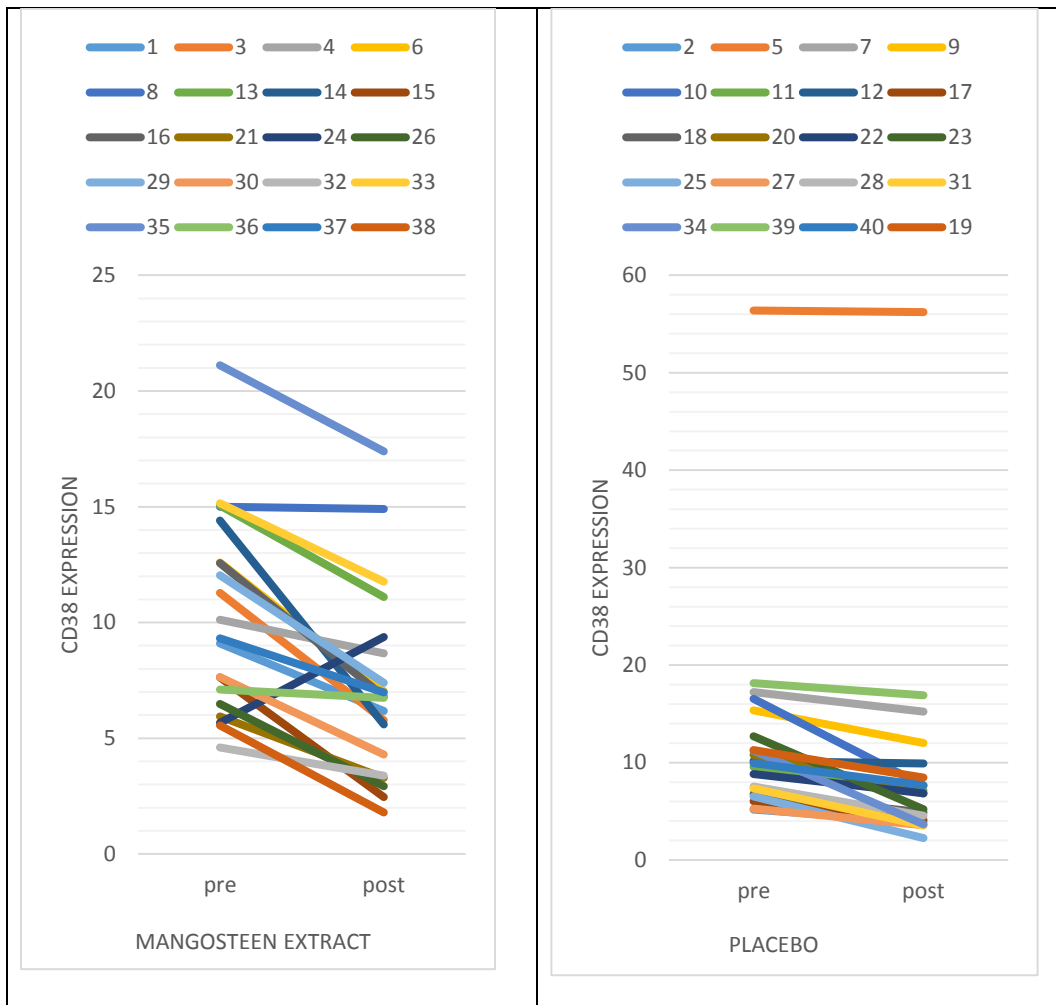 1 3 4 6
8 13 14 15
16 21 24 26
29 30 32 33
35 36 37 38
25
20
15
10
5
0
CD38 EXPRESSION
pre post
MANGOSTEEN EXTRACT
2 5 7 9
10 11 12 17
18 20 22 23
25 27 28 31
34 39 40 19
60
50
40
30
20
10
0
CD38 EXPRESSION
pre post
PLACEBO